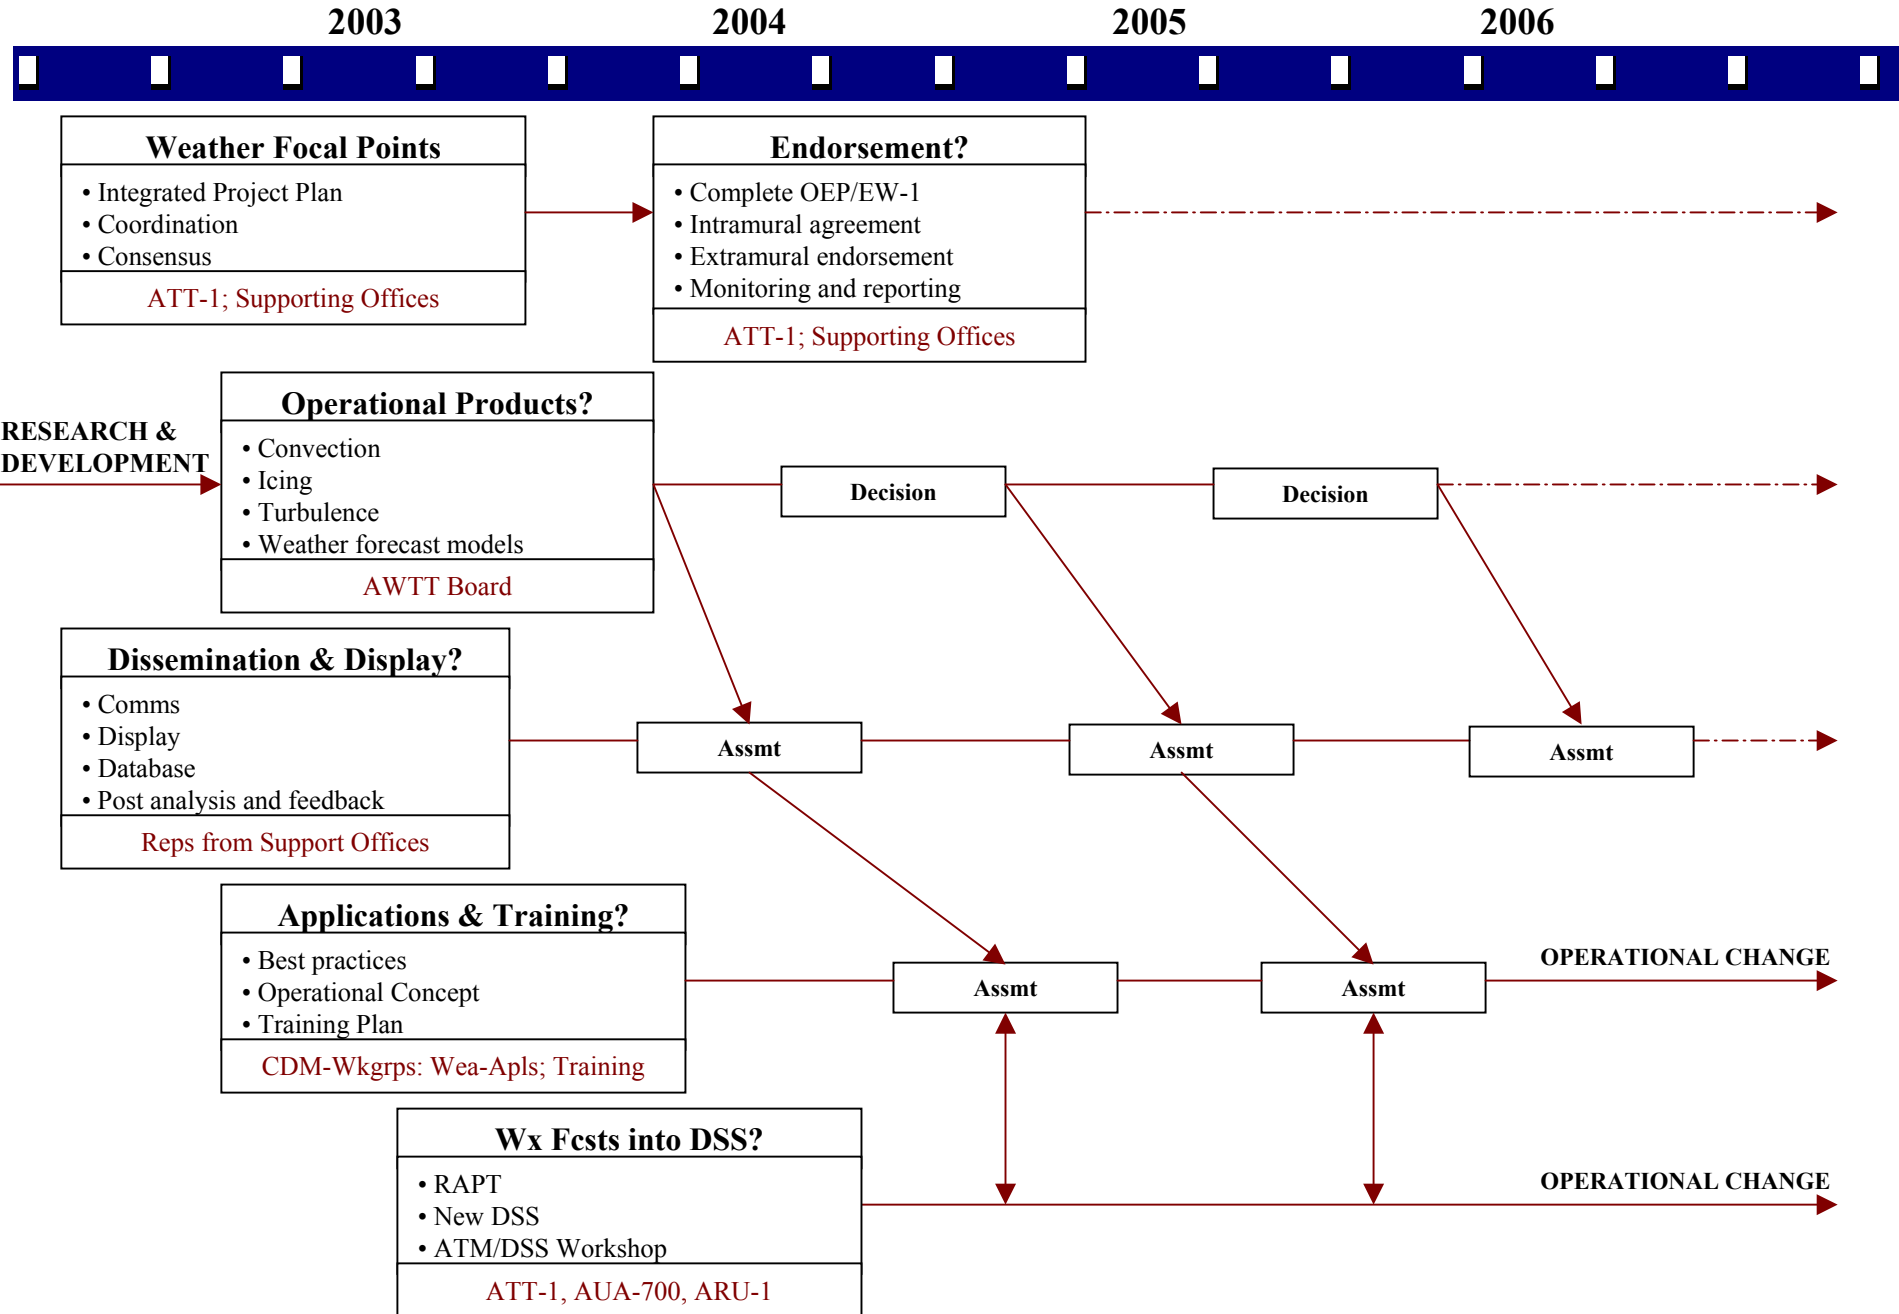 2003 2004 2005 2006
Weather Focal Points
• Integrated Project Plan
• Coordination
• Consensus
ATT-1; Supporting Offices
Endorsement?
• Complete OEP/EW-1
• Intramural agreement
• Extramural endorsement
• Monitoring and reporting
ATT-1; Supporting Offices
RESEARCH &
DEVELOPMENT
Operational Products?
• Convection
• Icing
• Turbulence
• Weather forecast models
AWTT Board
Decision
Decision
Dissemination & Display?
• Comms
• Display
• Database
• Post analysis and feedback
Reps from Support Offices
Assmt
Assmt
Assmt
Applications & Training?
• Best practices
• Operational Concept
• Training Plan
CDM-Wkgrps: Wea-Apls; Training
Assmt
Assmt
OPERATIONAL CHANGE
Wx Fcsts into DSS?
• RAPT
• New DSS
• ATM/DSS Workshop
ATT-1, AUA-700, ARU-1
OPERATIONAL CHANGE